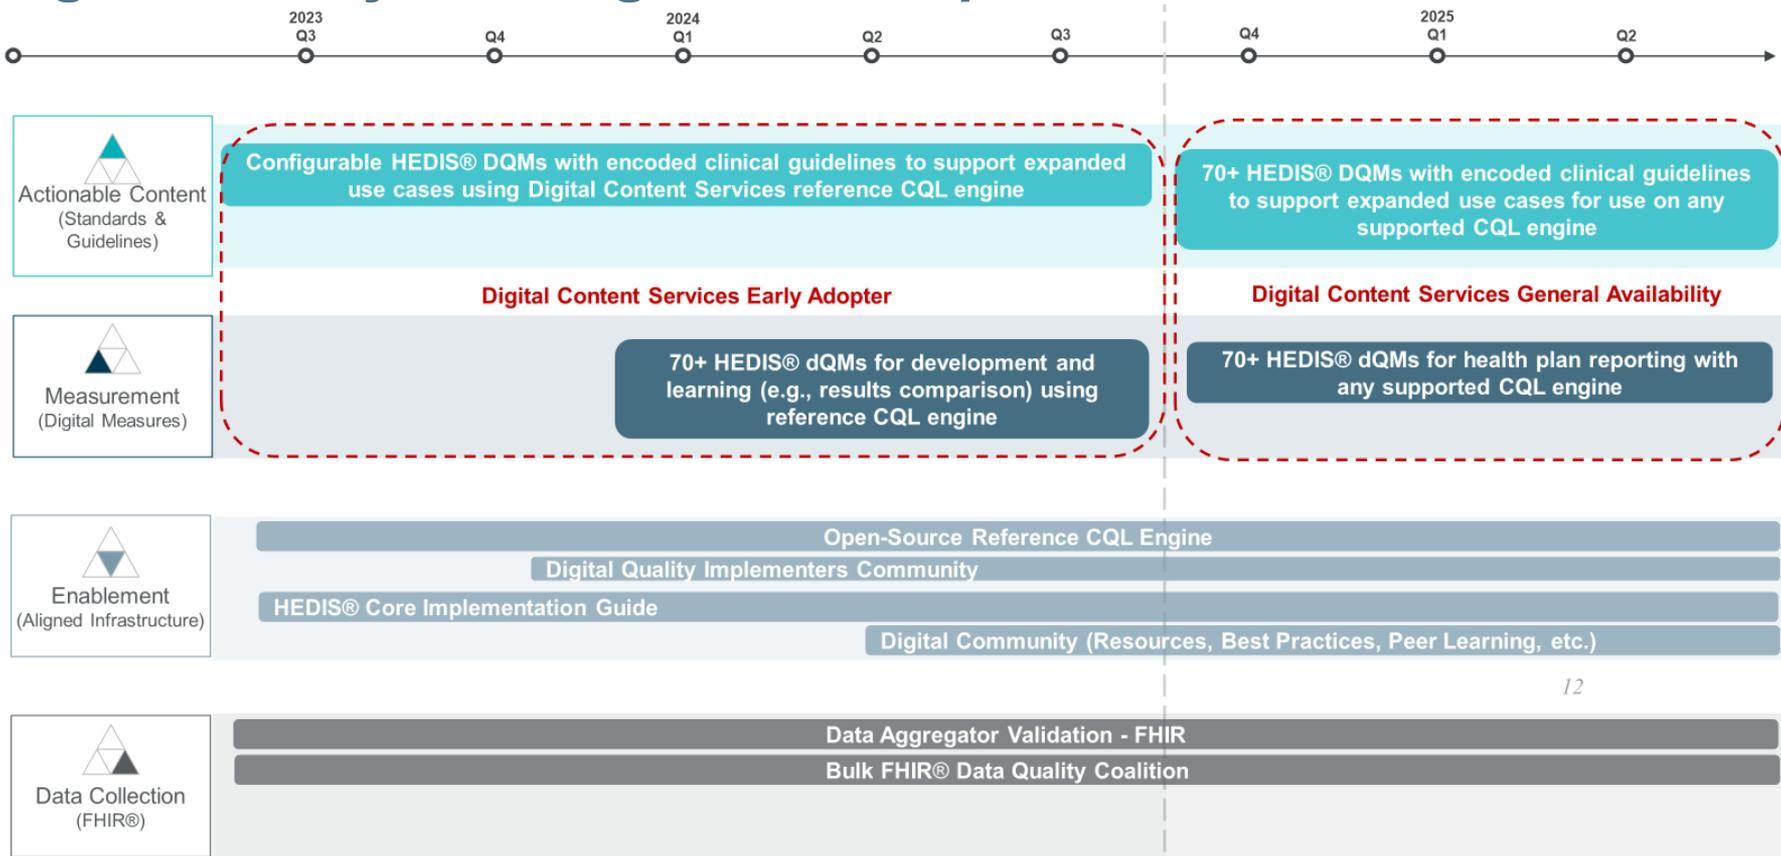 2023
Q3
Q4
2024
Q1
Q2
Q3
Q4
2025
Q1
Q2
Actionable Content
(Standards &
Guidelines)
Configurable HEDIS® DQMs with encoded clinical guidelines to support expanded
use cases using Digital Content Services reference CQL engine
70+ HEDIS® DQMs with encoded clinical guidelines
to support expanded use cases for use on any
supported CQL engine
Digital Content Services Early Adopter
Digital Content Services General Availability
Measurement
(Digital Measures)
70+ HEDIS® dQMs for development and
learning (e.g., results comparison) using
reference CQL engine
70+ HEDIS® dQMs for health plan reporting with
any supported CQL engine
Enablement
(Aligned Infrastructure)
Open-Source Reference CQL Engine
Digital Quality Implementers Community
HEDIS® Core Implementation Guide
Digital Community (Resources, Best Practices, Peer Learning, etc.)
12
Data Collection
(FHIR®)
Data Aggregator Validation - FHIR
Bulk FHIR® Data Quality Coalition